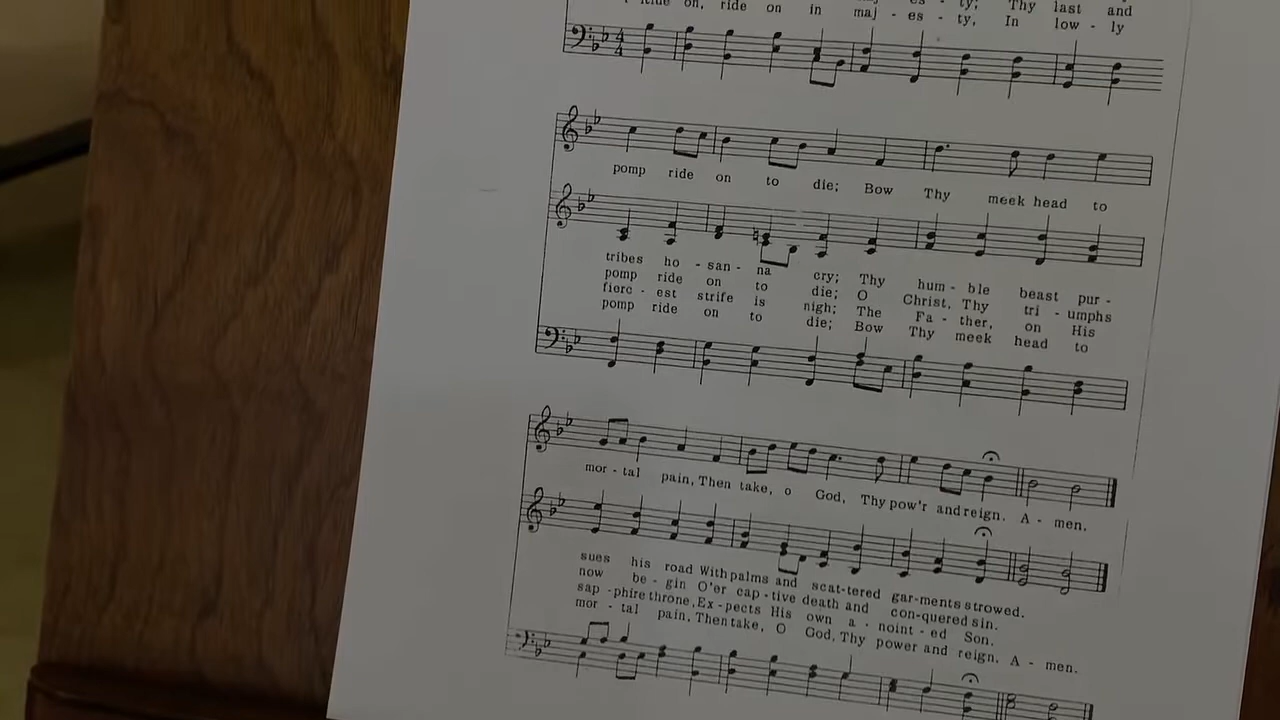 es - ty; Thy last and
ride on, ride on in maj - es - ty, In low - ly
pomp ride on to die; Bow Thy meek head to
tribes ho - san - na cry; Thy hum - ble beast pur -
pomp ride on to die; O Christ, Thy tri - umphs
fierc - est strife is nigh; The Fa - ther, on His
pomp ride on to die; Bow Thy meek head to
mor - tal pain, Then take, o God, Thy pow'r and reign. A - men.
sues his road With palms and scat-tered gar-ments strowed.
now be - gin O'er cap - tive death and con-quered sin.
sap - phire throne, Ex - pects His own a - noint - ed Son.
mor - tal pain, Then take, O God, Thy power and reign. A - men.